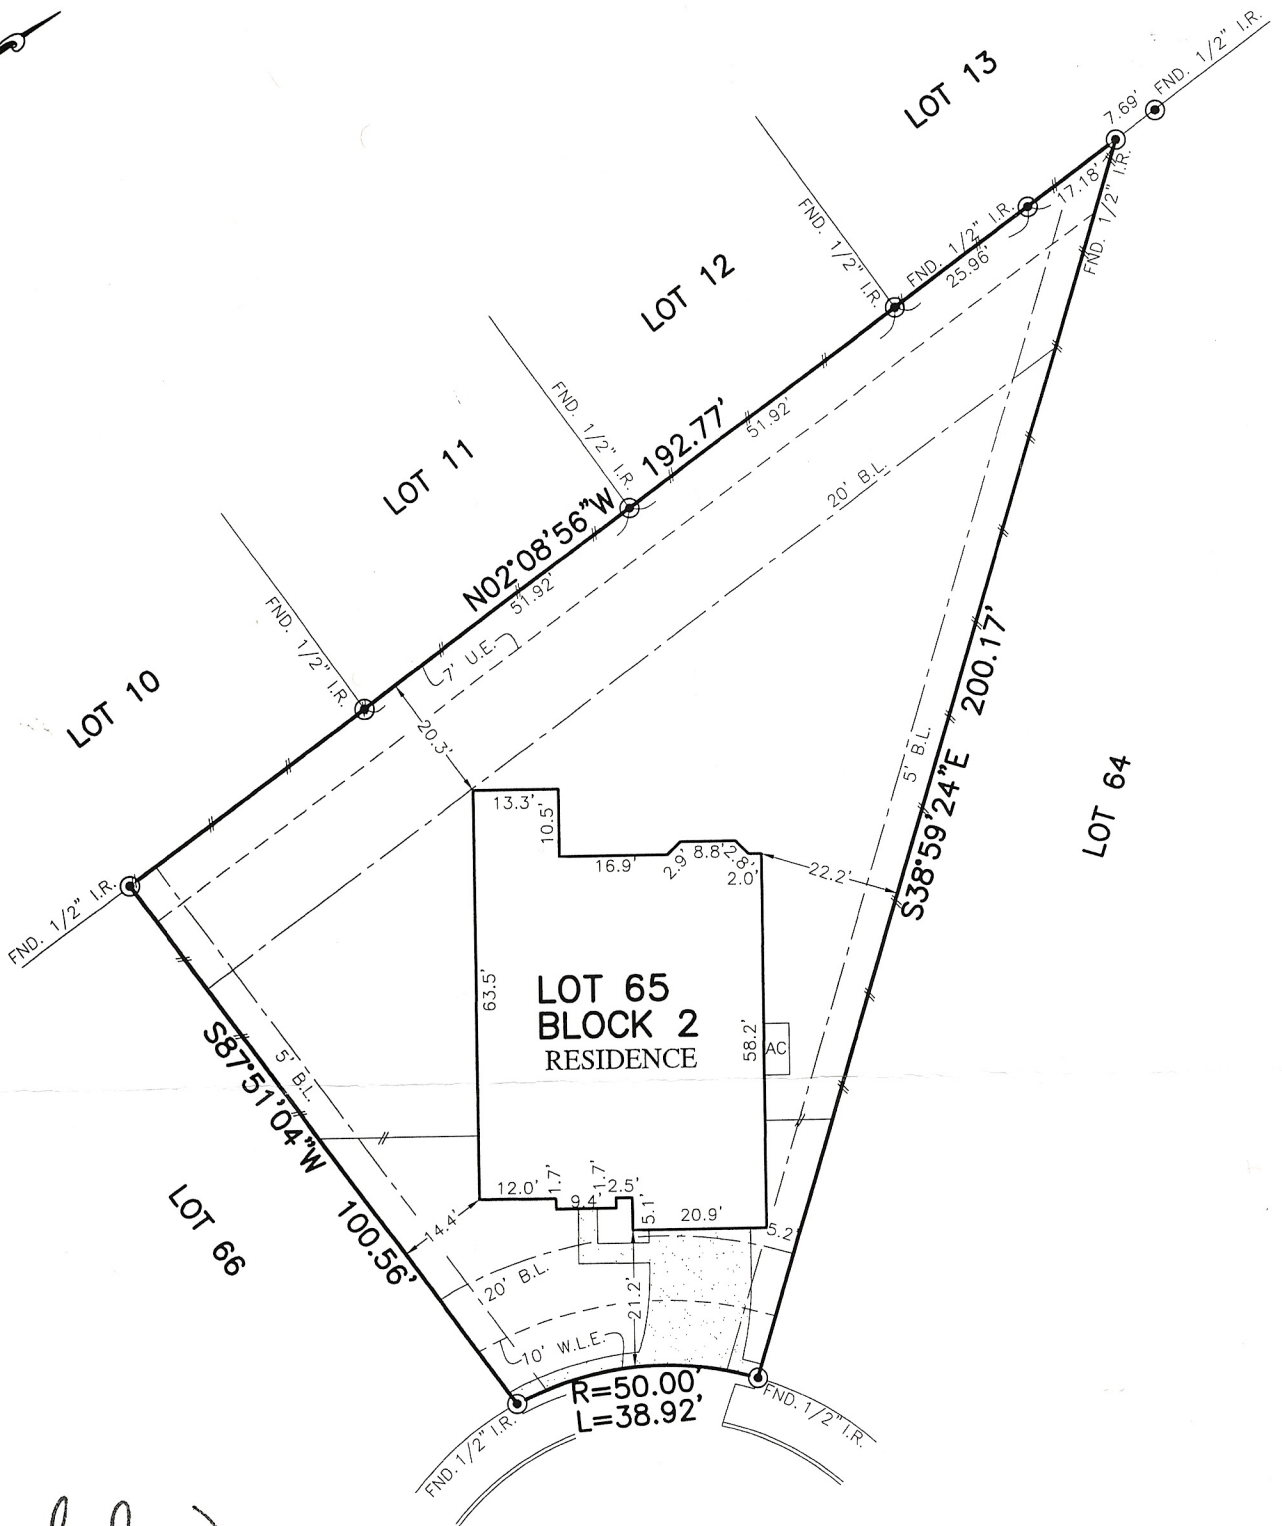 LOT 13
7.69'
FND. 1/2" I.R.
FND. 1/2" I.R.
17.18'
FND. 1/2" I.R.
FND. 1/2" I.R.
25.96'
LOT 12
FND. 1/2" I.R.
N02°08'56"W 192.77'
51.92'
20' B.L.
LOT 11
51.92'
7' U.E.
FND. 1/2" I.R.
LOT 10
20.3'
FND. 1/2" I.R.
S38°59'24"E 200.17'
5' B.L.
LOT 64
13.3'
10.5'
16.9'
2.9'
8.8'
2.8'
2.0'
22.2'
63.5'
LOT 65
BLOCK 2
RESIDENCE
58.2'
AC
S87°51'04"W 100.56'
5' B.L.
LOT 66
12.0'
1.7'
9.4'
1.7'
2.5'
5.1'
20.9'
5.2'
14.4'
20' B.L.
21.2'
10' W.L.E.
R=50.00'
L=38.92'
FND. 1/2" I.R.
FND. 1/2" I.R.